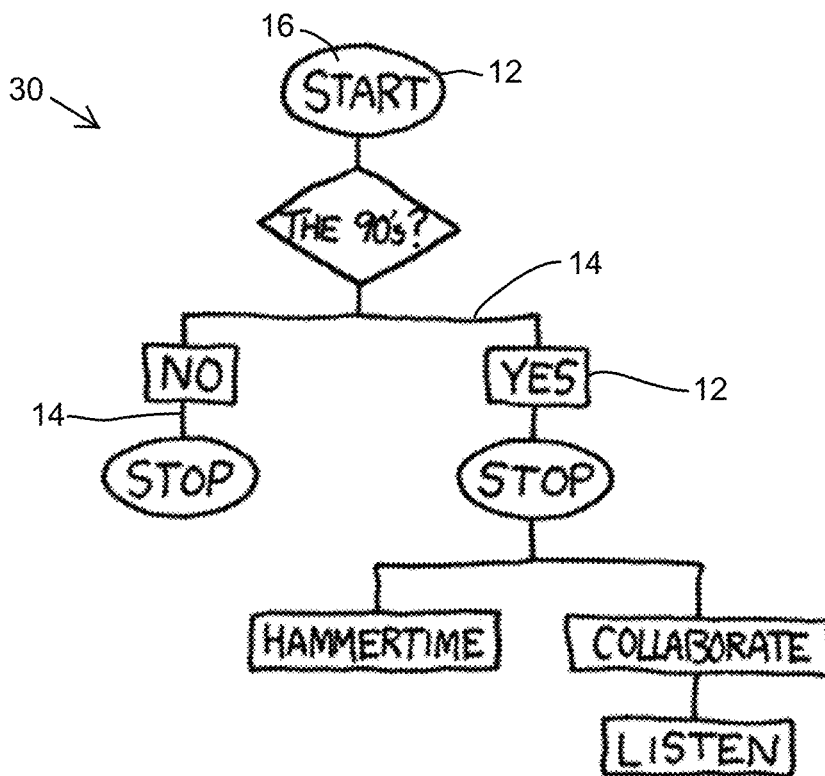 16
12
START
30
THE 90's?
14
NO
YES
12
14
STOP
STOP
HAMMERTIME
COLLABORATE
LISTEN